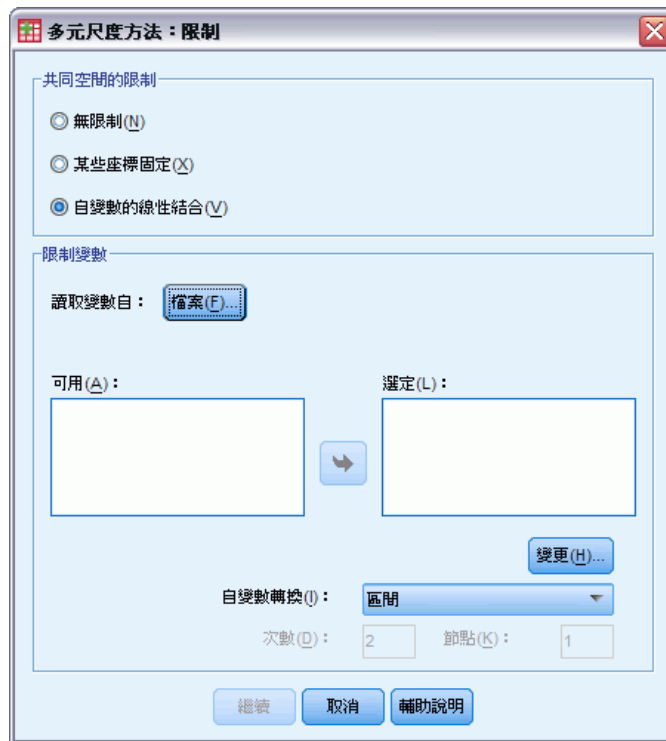 多元尺度方法：限制
共同空間的限制
無限制(N)
某些座標固定(X)
自變數的線性結合(V)
限制變數
讀取變數自： 檔案(F)...
可用(A)： 選定(L)：
變更(H)...
自變數轉換(I)： 區間
次數(D)： 2 節點(K)： 1
繼續 取消 輔助說明